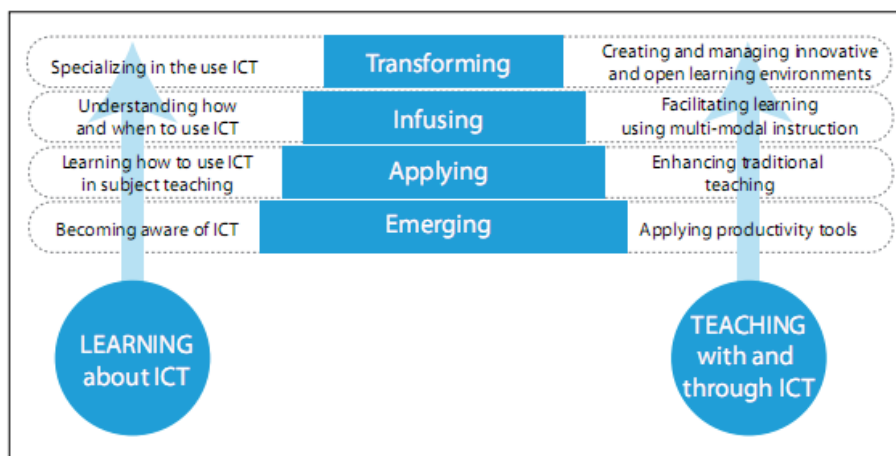 Specializing in the use ICT
Transforming
Creating and managing innovative
and open learning environments
Understanding how
and when to use ICT
Infusing
Facilitating learning
using multi-modal instruction
Learning how to use ICT
in subject teaching
Applying
Enhancing traditional
teaching
Becoming aware of ICT
Emerging
Applying productivity tools
LEARNING
about ICT
TEACHING
with and
through ICT